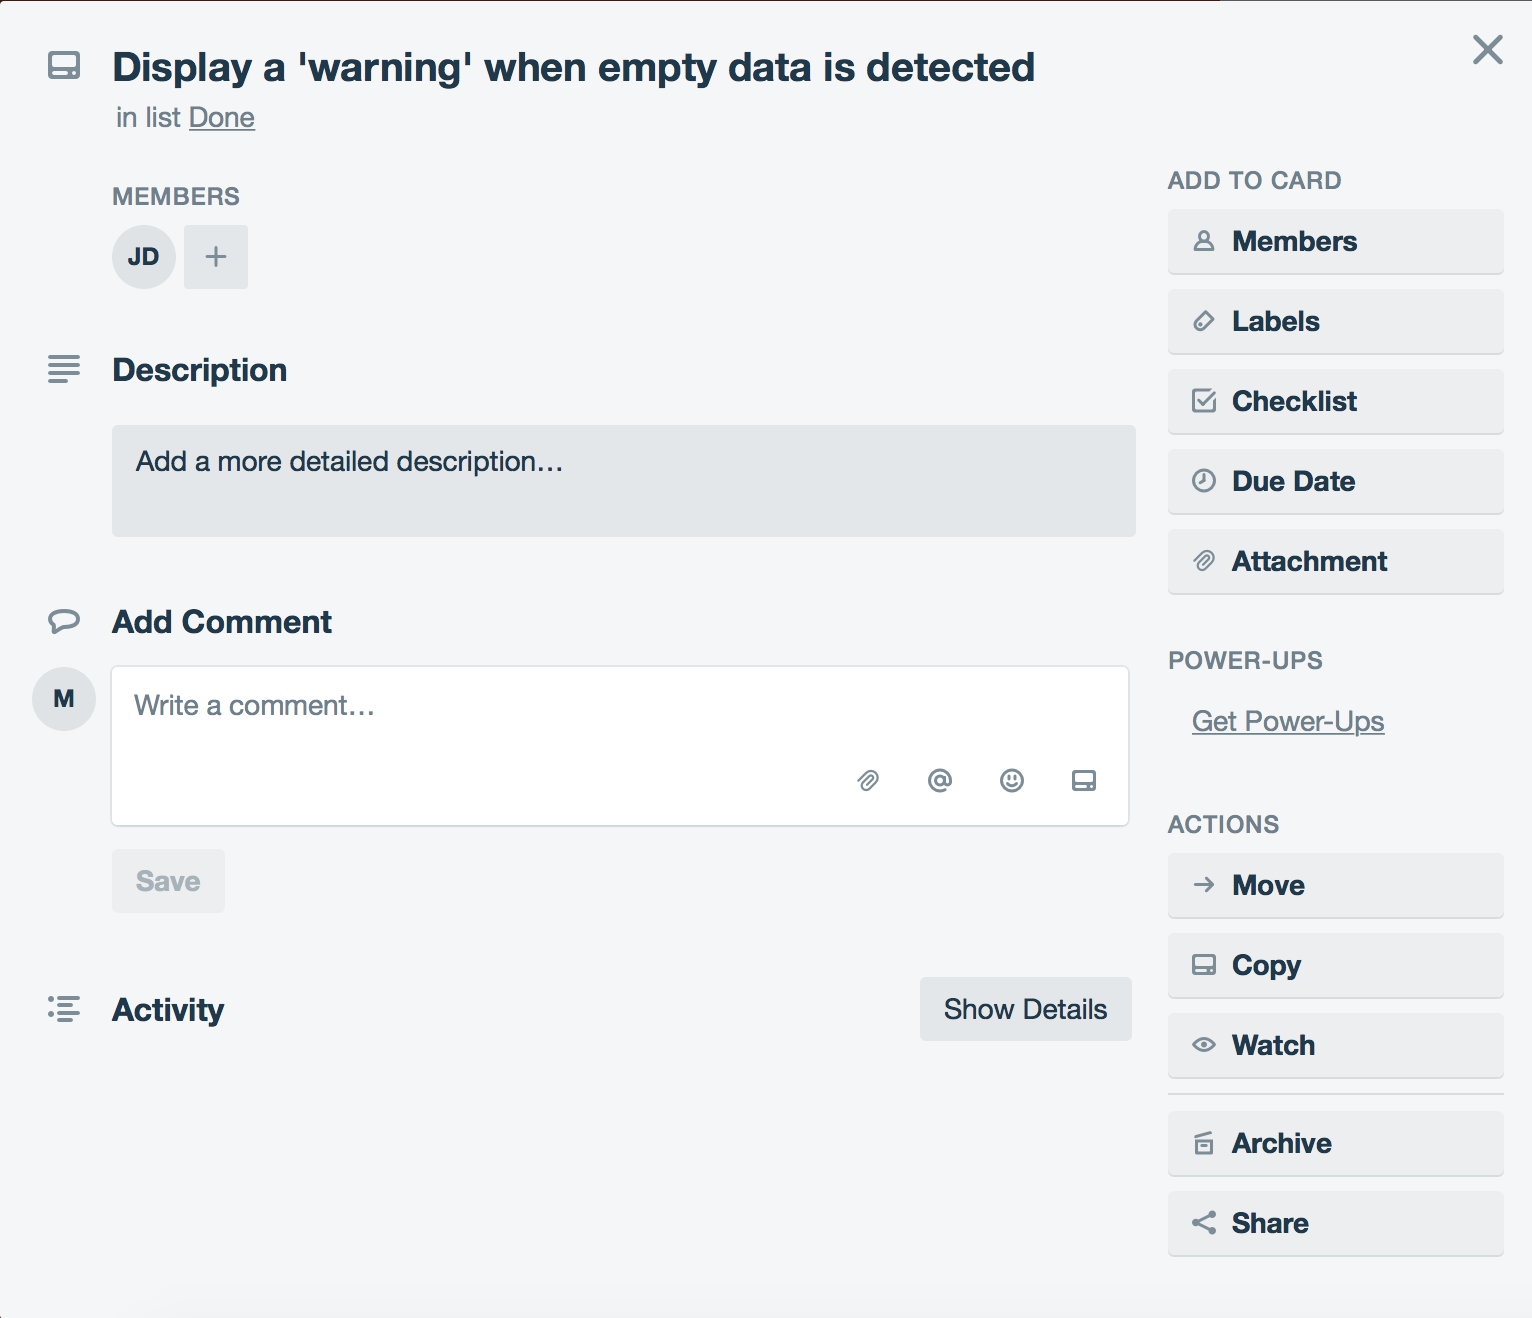 Display a 'warning' when empty data is detected
in list Done
MEMBERS
JD
+
Description
Add a more detailed description…
Add Comment
M
Write a comment…
@
Save
Activity
Show Details
ADD TO CARD
Members
Labels
Checklist
Due Date
Attachment
POWER-UPS
Get Power-Ups
ACTIONS
Move
Copy
Watch
Archive
Share